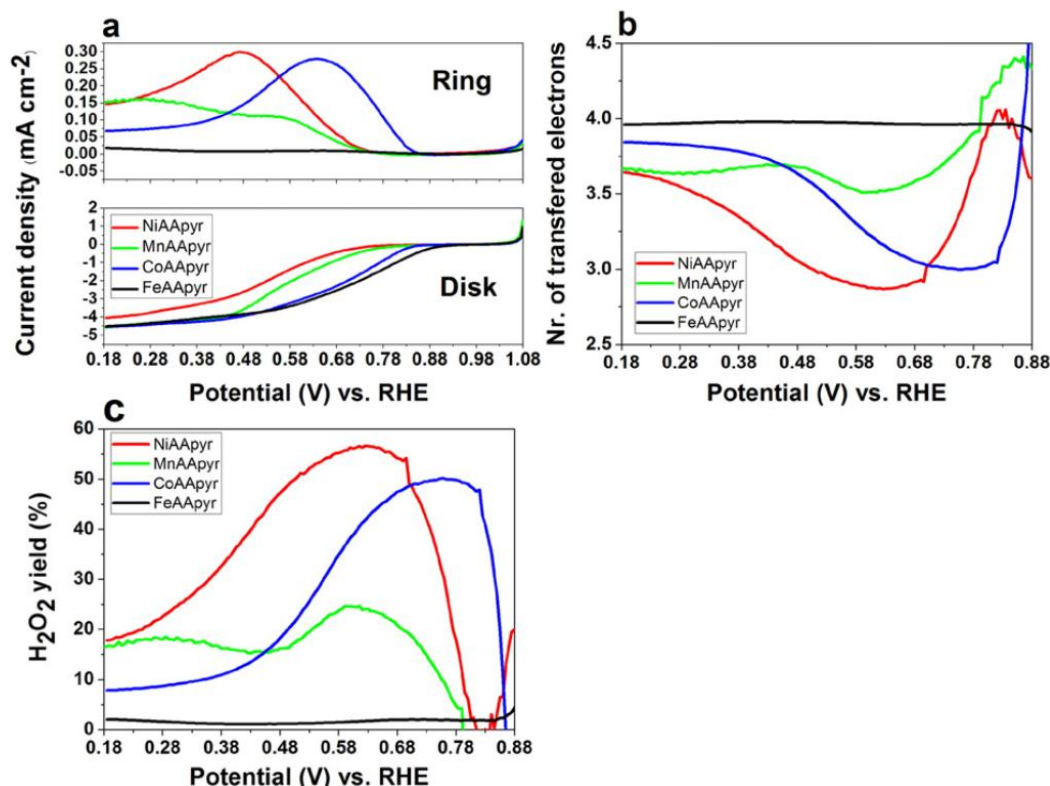 a
0.30
0.25
0.20
0.15
0.10
0.05
0.00
-0.05
Ring
2
1
0
-1
-2
-3
-4
-5
NiAApyr
MnAApyr
CoAApyr
FeAApyr
Disk
Current density (mA cm-2)
0.18 0.28 0.38 0.48 0.58 0.68 0.78 0.88 0.98 1.08
Potential (V) vs. RHE
b
4.5
4.0
3.5
3.0
2.5
Nr. of transfered electrons
NiAApyr
MnAApyr
CoAApyr
FeAApyr
0.18 0.28 0.38 0.48 0.58 0.68 0.78 0.88
Potential (V) vs. RHE
c
60
50
40
30
20
10
0
H2O2 yield (%)
NiAApyr
MnAApyr
CoAApyr
FeAApyr
0.18 0.28 0.38 0.48 0.58 0.68 0.78 0.88
Potential (V) vs. RHE